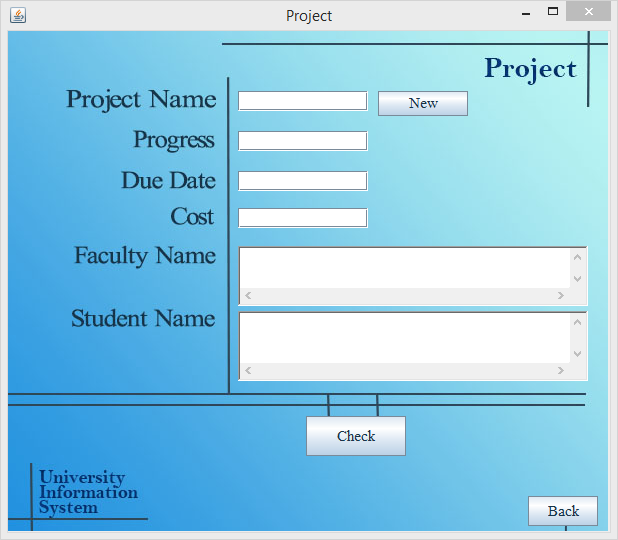 Project
Project
Project Name
New
Progress
Due Date
Cost
Faculty Name
Student Name
Check
University
Information
System
Back